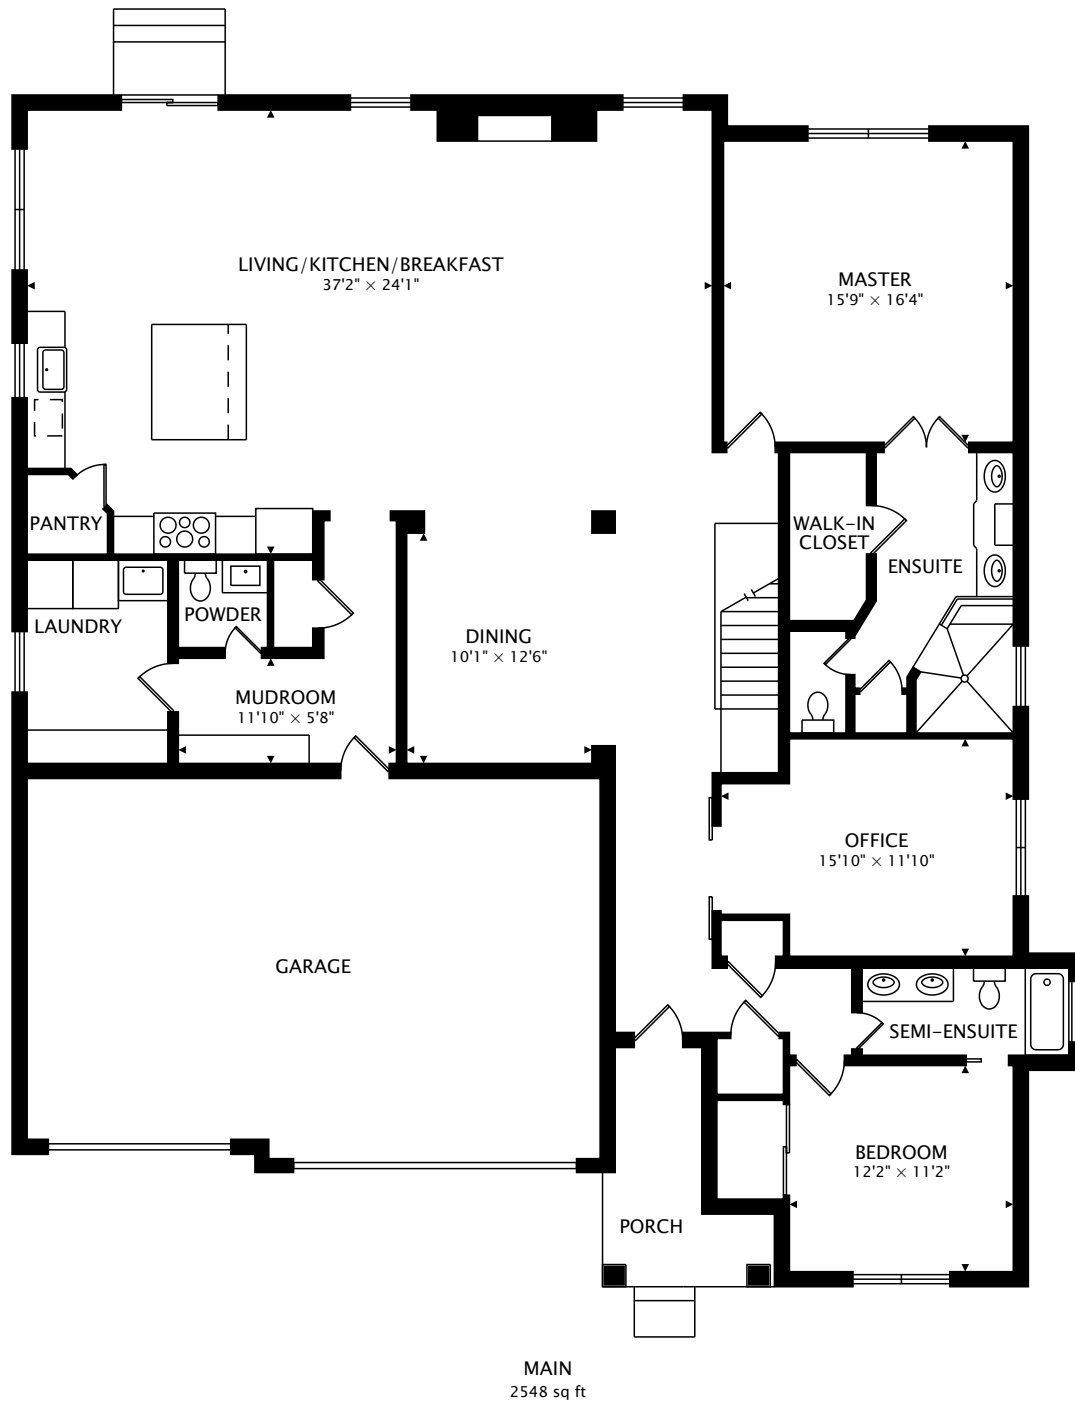 LIVING/KITCHEN/BREAKFAST
37'2" × 24'1"
MASTER
15'9" × 16'4"
PANTRY
WALK-IN
CLOSET
ENSUITE
LAUNDRY
POWDER
DINING
10'1" × 12'6"
MUDROOM
11'10" × 5'8"
OFFICE
15'10" × 11'10"
GARAGE
SEMI-ENSUITE
BEDROOM
12'2" × 11'2"
PORCH
MAIN
2548 sq ft